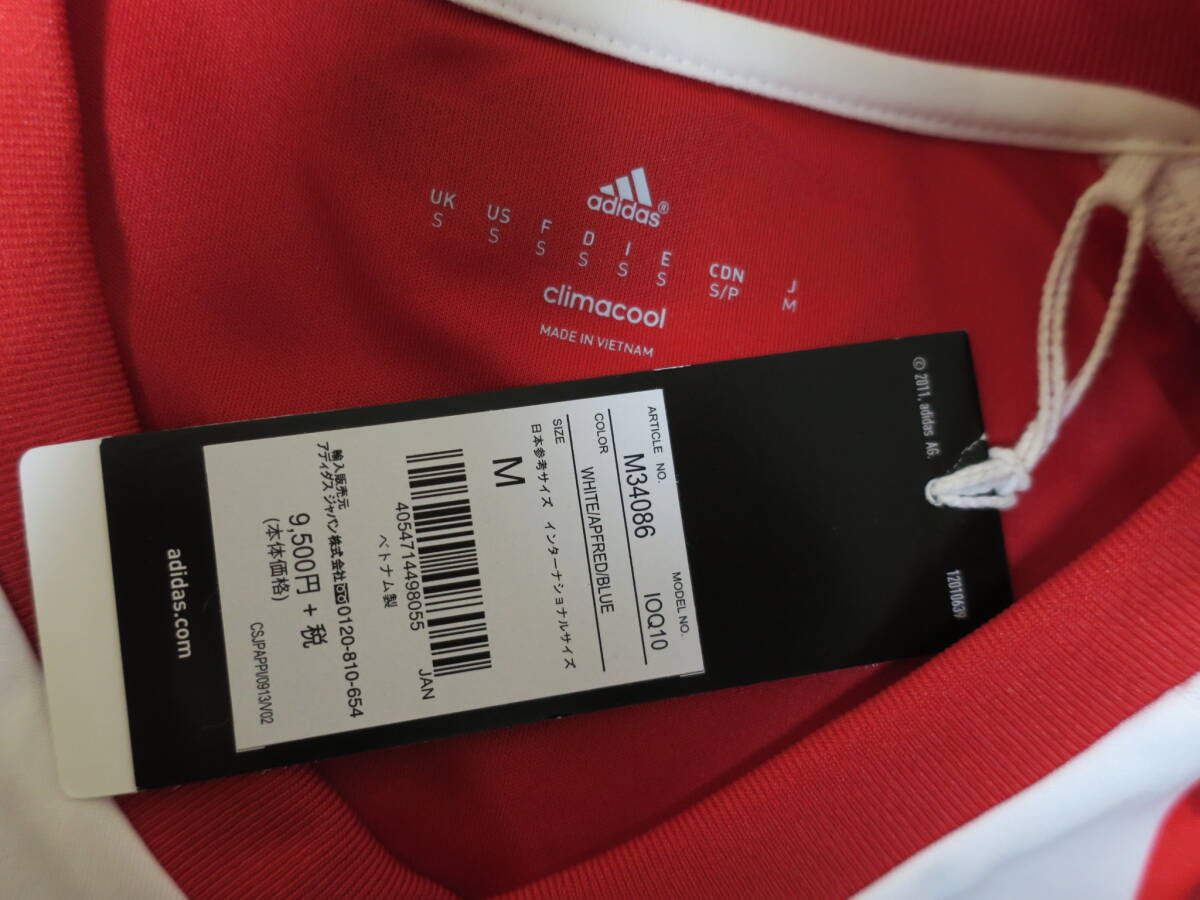 adidas®
UK US F D I E CDN J
S S S S S S S/P M
climacool
MADE IN VIETNAM
© 2011. adidas AG.
12010639
ARTICLE NO. MODEL NO.
M34086 IOQ10
COLOR WHITE/APFRED/BLUE
SIZE
日本参考サイズ インターナショナルサイズ
M
4054714498055 JAN
ベトナム製
輸入販売元
アディダス ジャパン株式会社 0120-810-654
9,500円 + 税
(本体価格)
CSJPAPPI/0913/V02
adidas.com